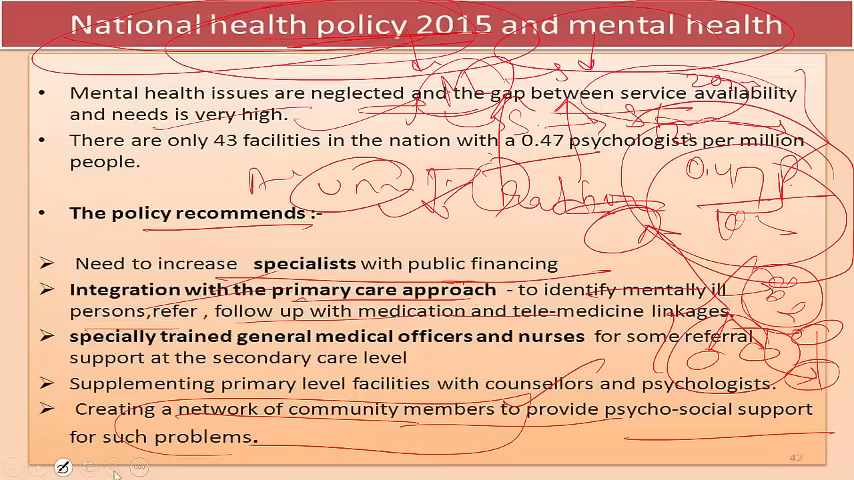 National health policy 2015 and mental health
• Mental health issues are neglected and the gap between service availability
and needs is very high.
• There are only 43 facilities in the nation with a 0.47 psychologists per million
people.
• The policy recommends :-
➢ Need to increase specialists with public financing
➢ Integration with the primary care approach - to identify mentally ill
persons,refer , follow up with medication and tele-medicine linkages.
➢ specially trained general medical officers and nurses for some referral
support at the secondary care level
➢ Supplementing primary level facilities with counsellors and psychologists.
➢ Creating a network of community members to provide psycho-social support
for such problems.
0.47 P
42